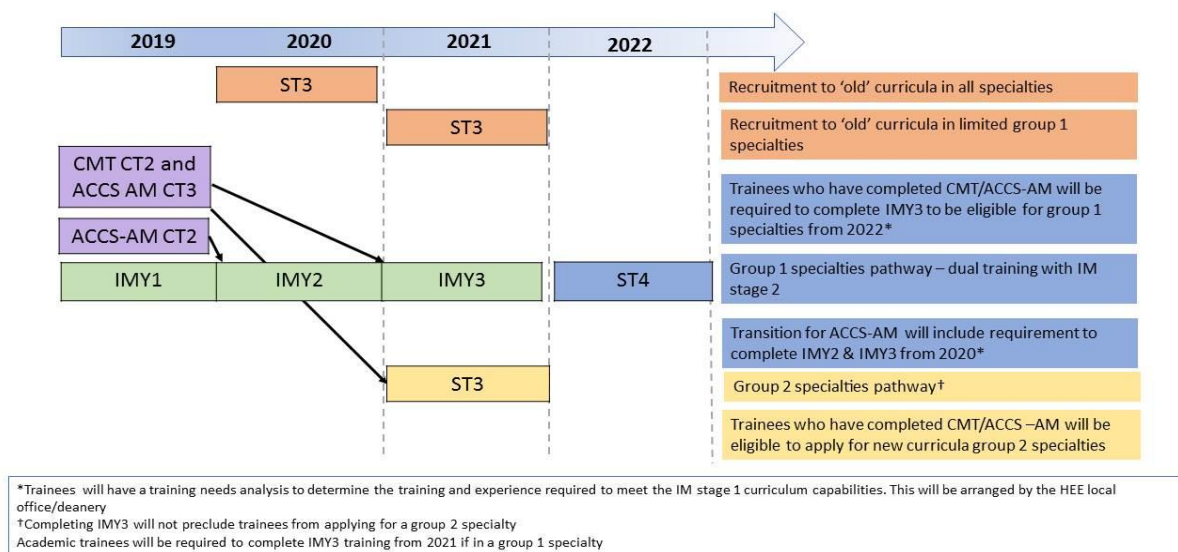 2019
2020
2021
2022
ST3
Recruitment to ‘old’ curricula in all specialties
ST3
Recruitment to ‘old’ curricula in limited group 1
specialties
CMT CT2 and
ACCS AM CT3
Trainees who have completed CMT/ACCS-AM will be
required to complete IMY3 to be eligible for group 1
specialties from 2022*
ACCS-AM CT2
IMY1
IMY2
IMY3
ST4
Group 1 specialties pathway – dual training with IM
stage 2
Transition for ACCS-AM will include requirement to
complete IMY2 & IMY3 from 2020*
ST3
Group 2 specialties pathway†
Trainees who have completed CMT/ACCS –AM will be
eligible to apply for new curricula group 2 specialties
*Trainees will have a training needs analysis to determine the training and experience required to meet the IM stage 1 curriculum capabilities. This will be arranged by the HEE local
office/deanery
†Completing IMY3 will not preclude trainees from applying for a group 2 specialty
Academic trainees will be required to complete IMY3 training from 2021 if in a group 1 specialty